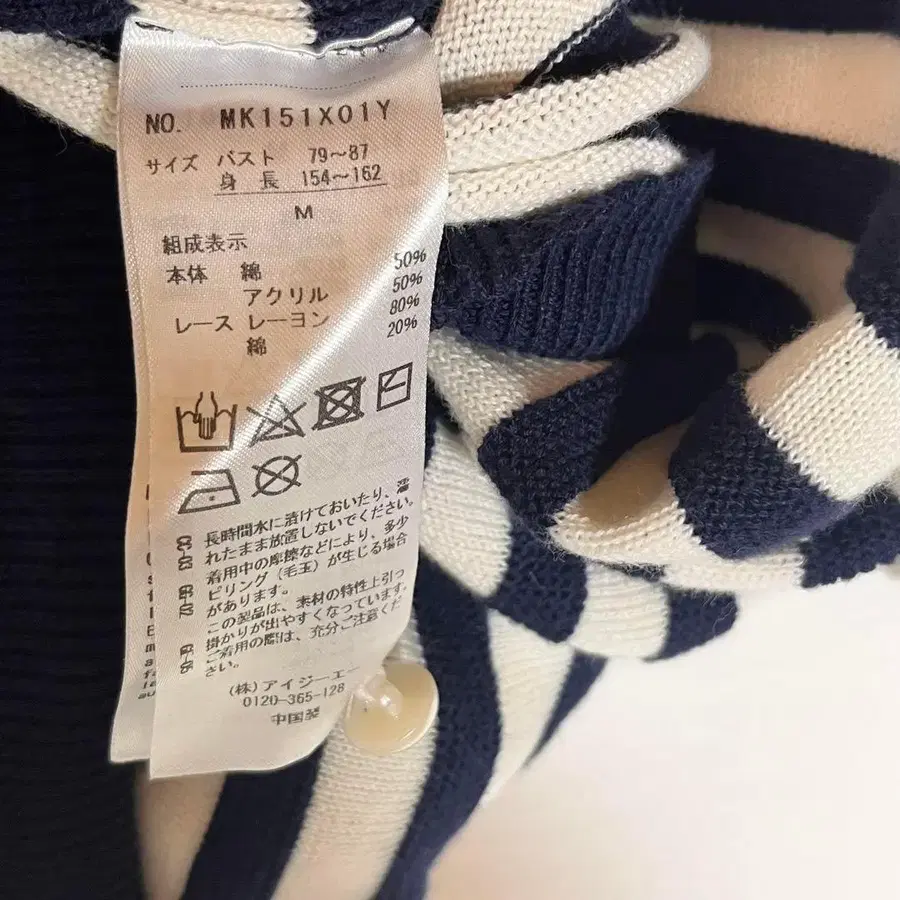 NO. MK151X01Y
サイズ バスト 79~87
身 長 154~162
M
組成表示
本体 綿 50%
アクリル 50%
レース レーヨン 80%
綿 20%
長時間水に漬けておいたり、濡
れたまま放置しないでください。
着用中の摩擦などにより、多少
ピリング(毛玉)が生じる場合
があります。
この製品は、素材の特性上引っ
掛かりが出やすくなっています。
ご着用の際は、充分ご注意くだ
さい。
(株)アイジーエー
0120-365-128
中国製